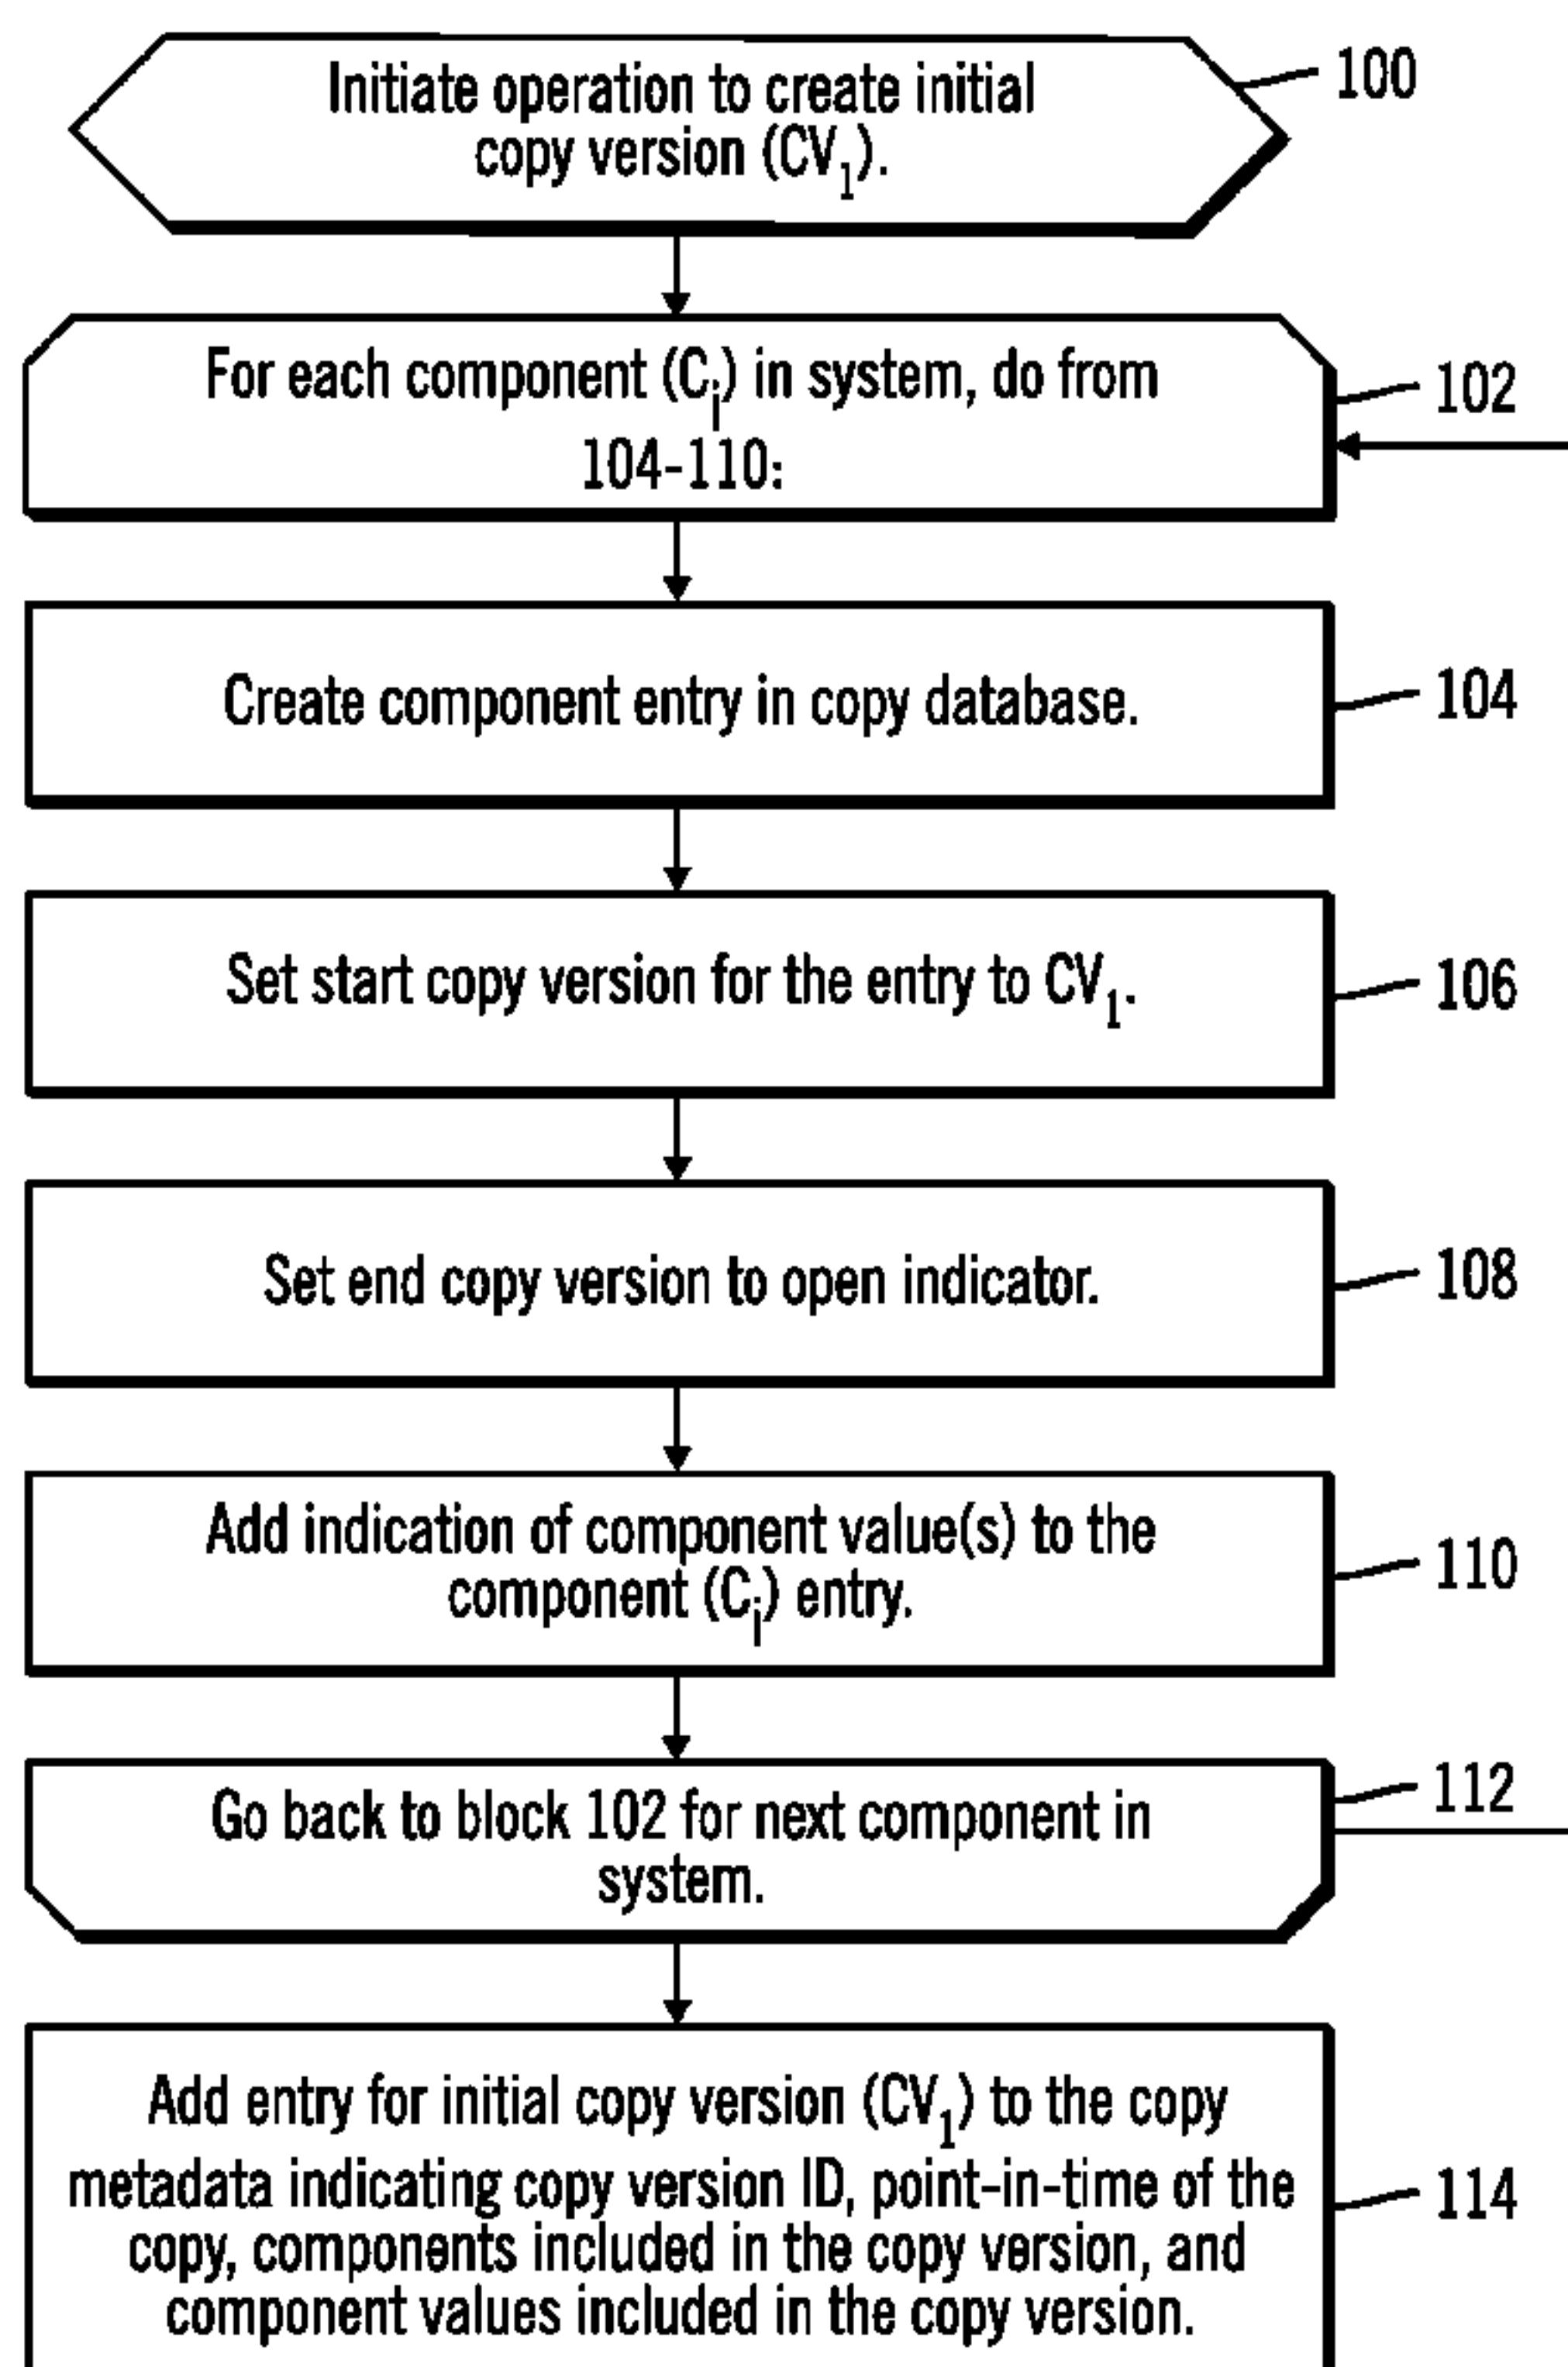 Initiate operation to create initial
copy version (CV₁).
100
For each component (Cᵢ) in system, do from
104-110:
102
Create component entry in copy database.
104
Set start copy version for the entry to CV₁.
106
Set end copy version to open indicator.
108
Add indication of component value(s) to the
component (Cᵢ) entry.
110
Go back to block 102 for next component in
system.
112
Add entry for initial copy version (CV₁) to the copy
metadata indicating copy version ID, point-in-time of the
copy, components included in the copy version, and
component values included in the copy version.
114